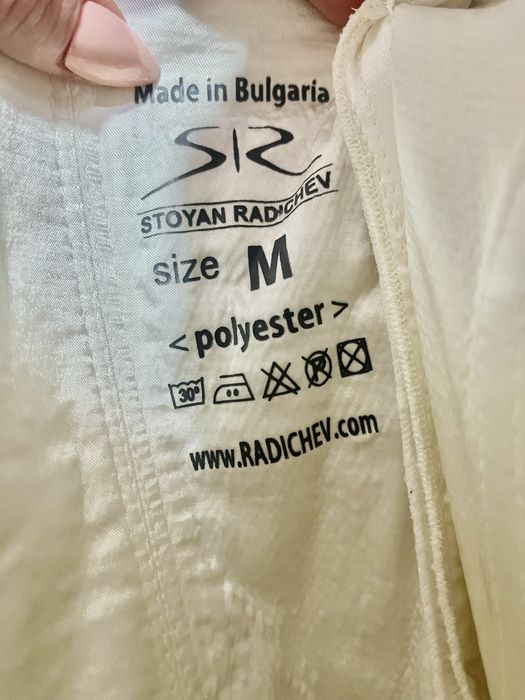 Made in Bulgaria
SR
STOYAN RADICHEV
size M
< polyester >
30°
P
www.RADICHEV.com